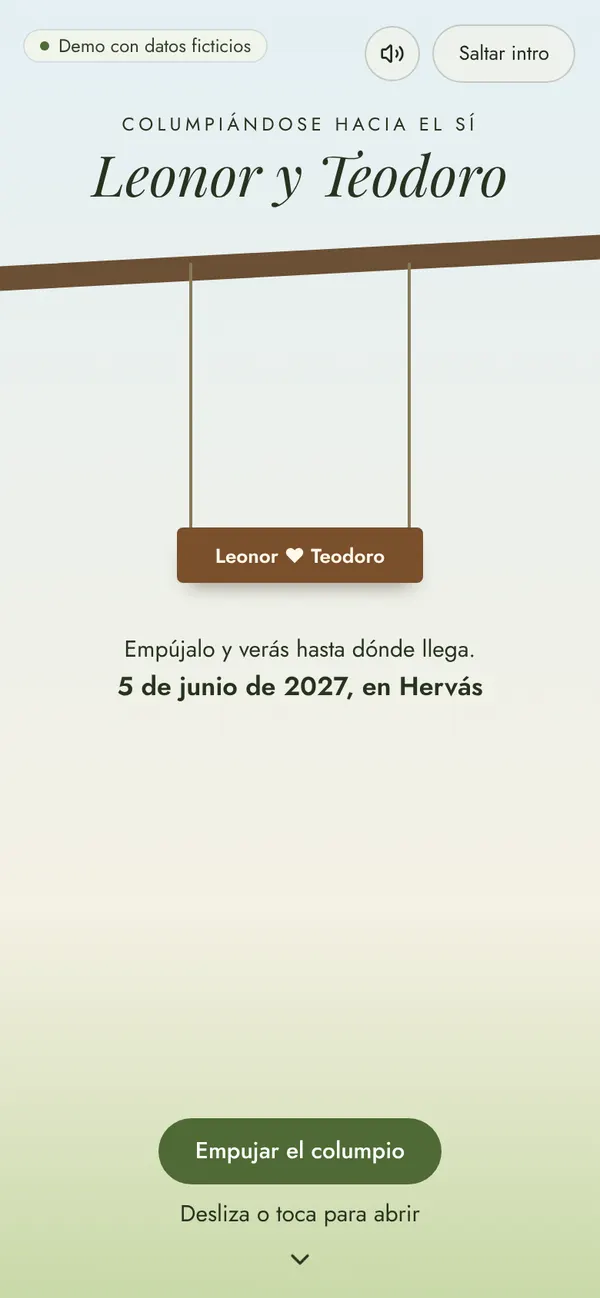 Demo con datos ficticios
Saltar intro
COLUMPIÁNDOSE HACIA EL SÍ
Leonor y Teodoro
Leonor ♥ Teodoro
Empújalo y verás hasta dónde llega.
5 de junio de 2027, en Hervás
Empujar el columpio
Desliza o toca para abrir